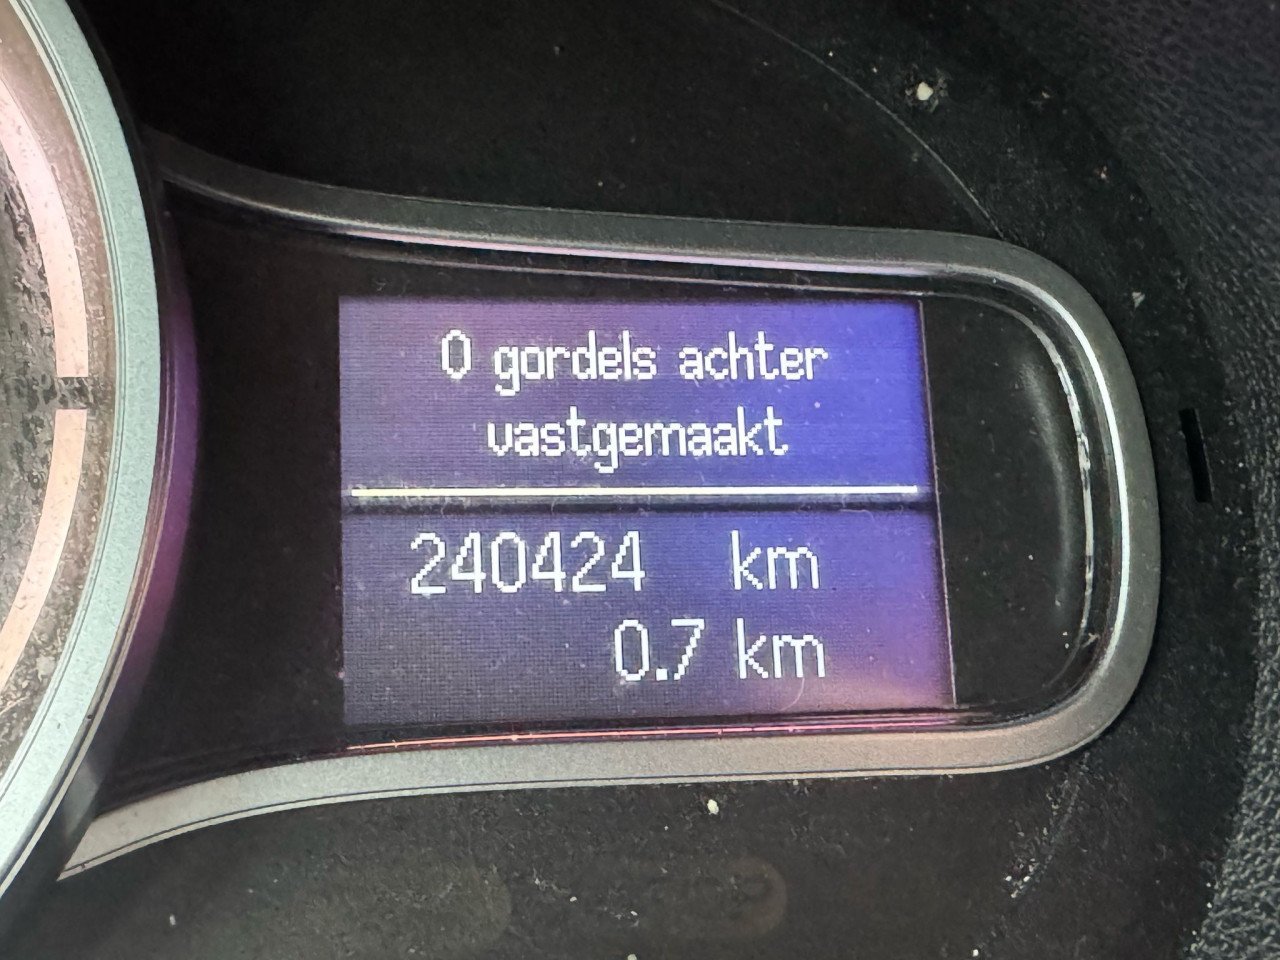 0 gordels achter
vastgemaakt
240424 km
0.7 km